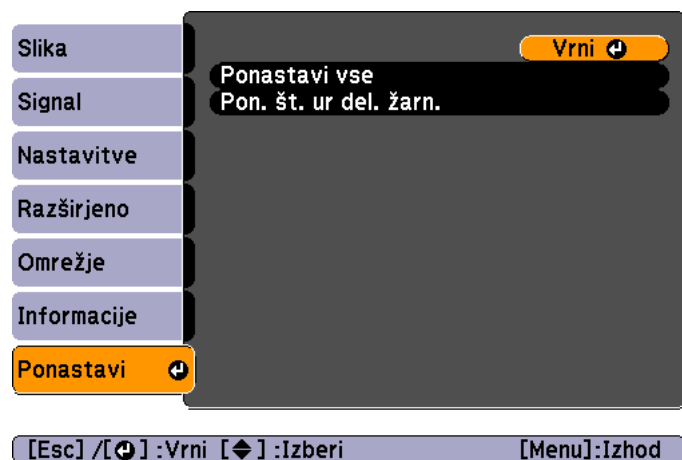 Slika
Signal
Nastavitve
Razširjeno
Omrežje
Informacije
Ponastavi
Vrni
Ponastavi vse
Pon. št. ur del. žarn.
[Esc] /[ ] :Vrni [ ] :Izberi [Menu]:Izhod